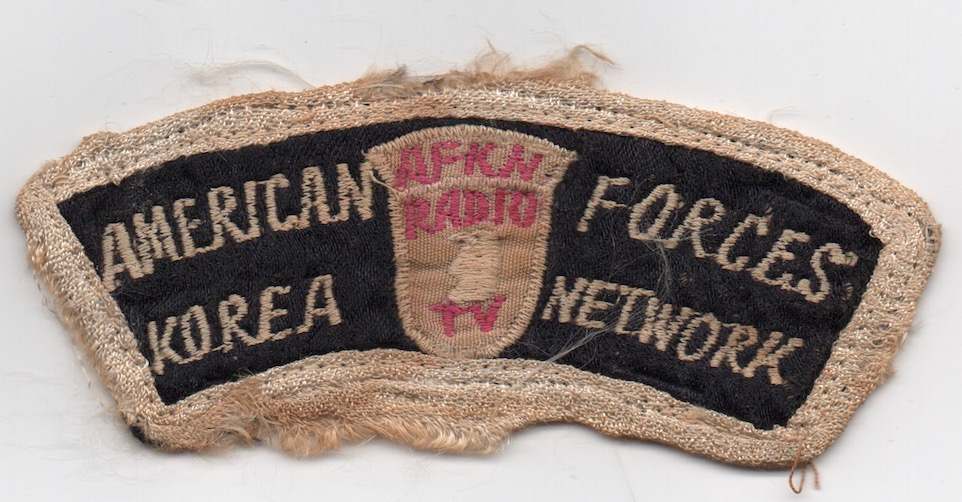 AMERICAN FORCES
KOREA NETWORK
AFKN
RADIO
TV